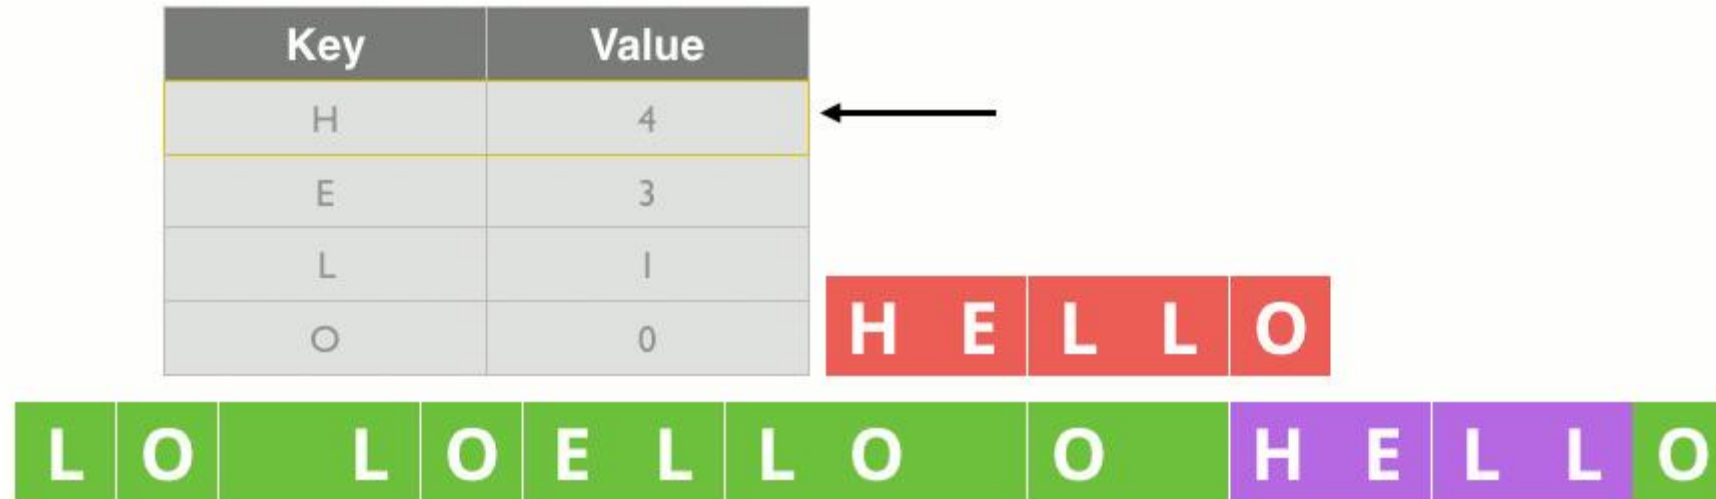 Key Value
H 4
E 3
L 1
O 0
H E L L O
L O L O E L L O O H E L L O